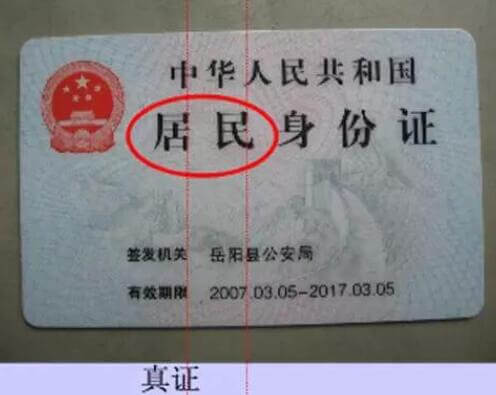 中华人民共和国
居民身份证
签发机关 岳阳县公安局
有效期限 2007.03.05-2017.03.05
真证